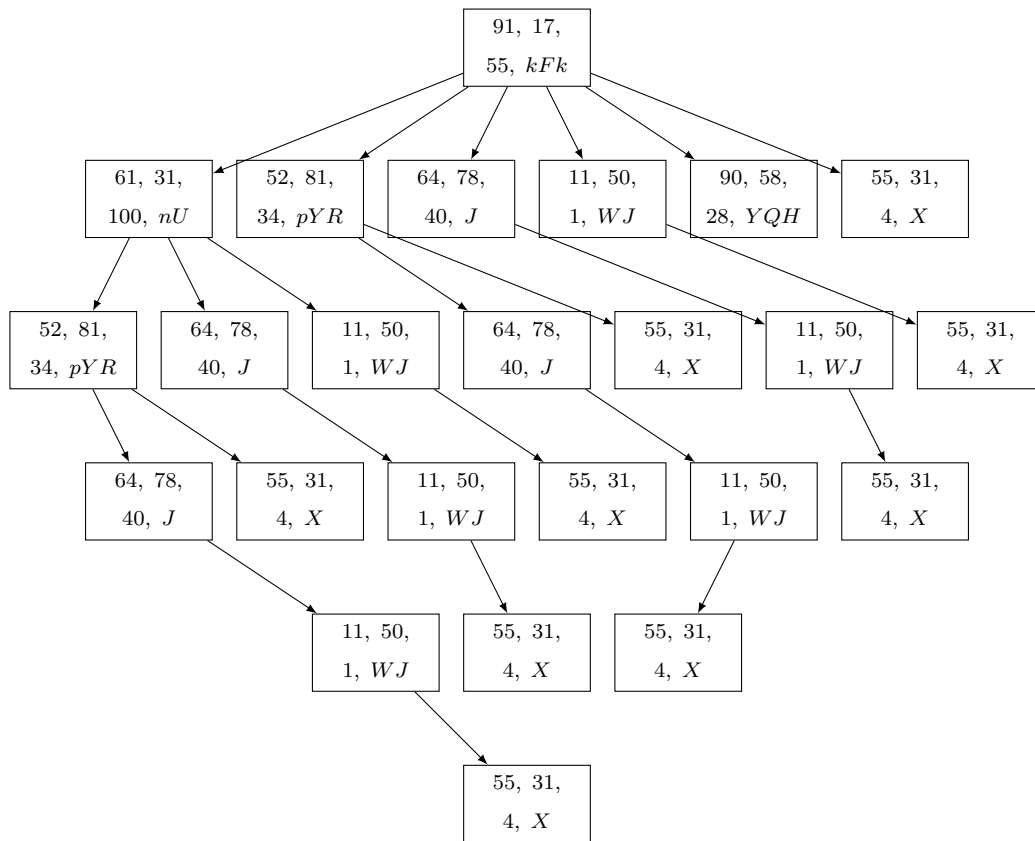 91, 17,
55, kFk
61, 31,
100, nU
52, 81,
34, pYR
64, 78,
40, J
11, 50,
1, WJ
90, 58,
28, YQH
55, 31,
4, X
52, 81,
34, pYR
64, 78,
40, J
11, 50,
1, WJ
64, 78,
40, J
55, 31,
4, X
11, 50,
1, WJ
55, 31,
4, X
64, 78,
40, J
55, 31,
4, X
11, 50,
1, WJ
55, 31,
4, X
11, 50,
1, WJ
55, 31,
4, X
11, 50,
1, WJ
55, 31,
4, X
55, 31,
4, X
55, 31,
4, X